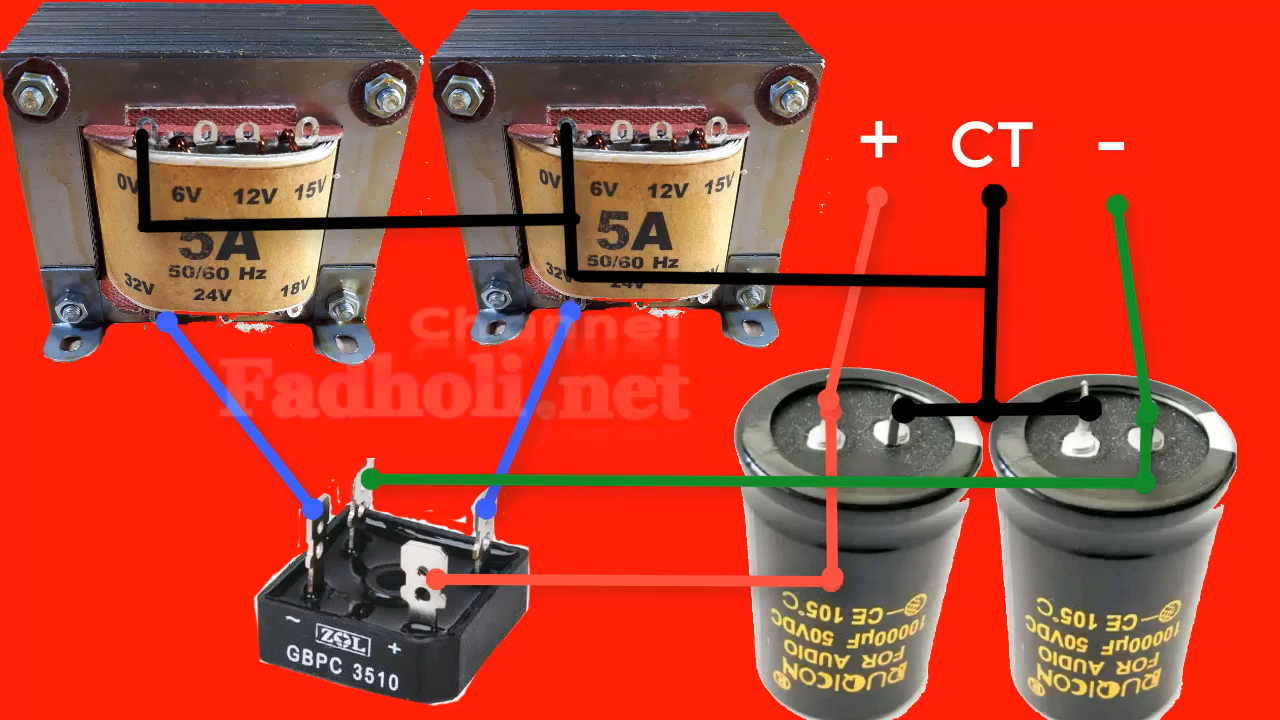 + CT -
0V 6V 12V 15V
5A
50/60 Hz
32V 24V 18V
0V 6V 12V 15V
5A
50/60 Hz
32V 24V
Channel
Fadholi.net
~ ZOL +
GBPC 3510
RUQICON
FOR AUDIO
10000µF 50VDC
CE 105°C
RUQICON
FOR AUDIO
10000µF 50VDC
CE 105°C